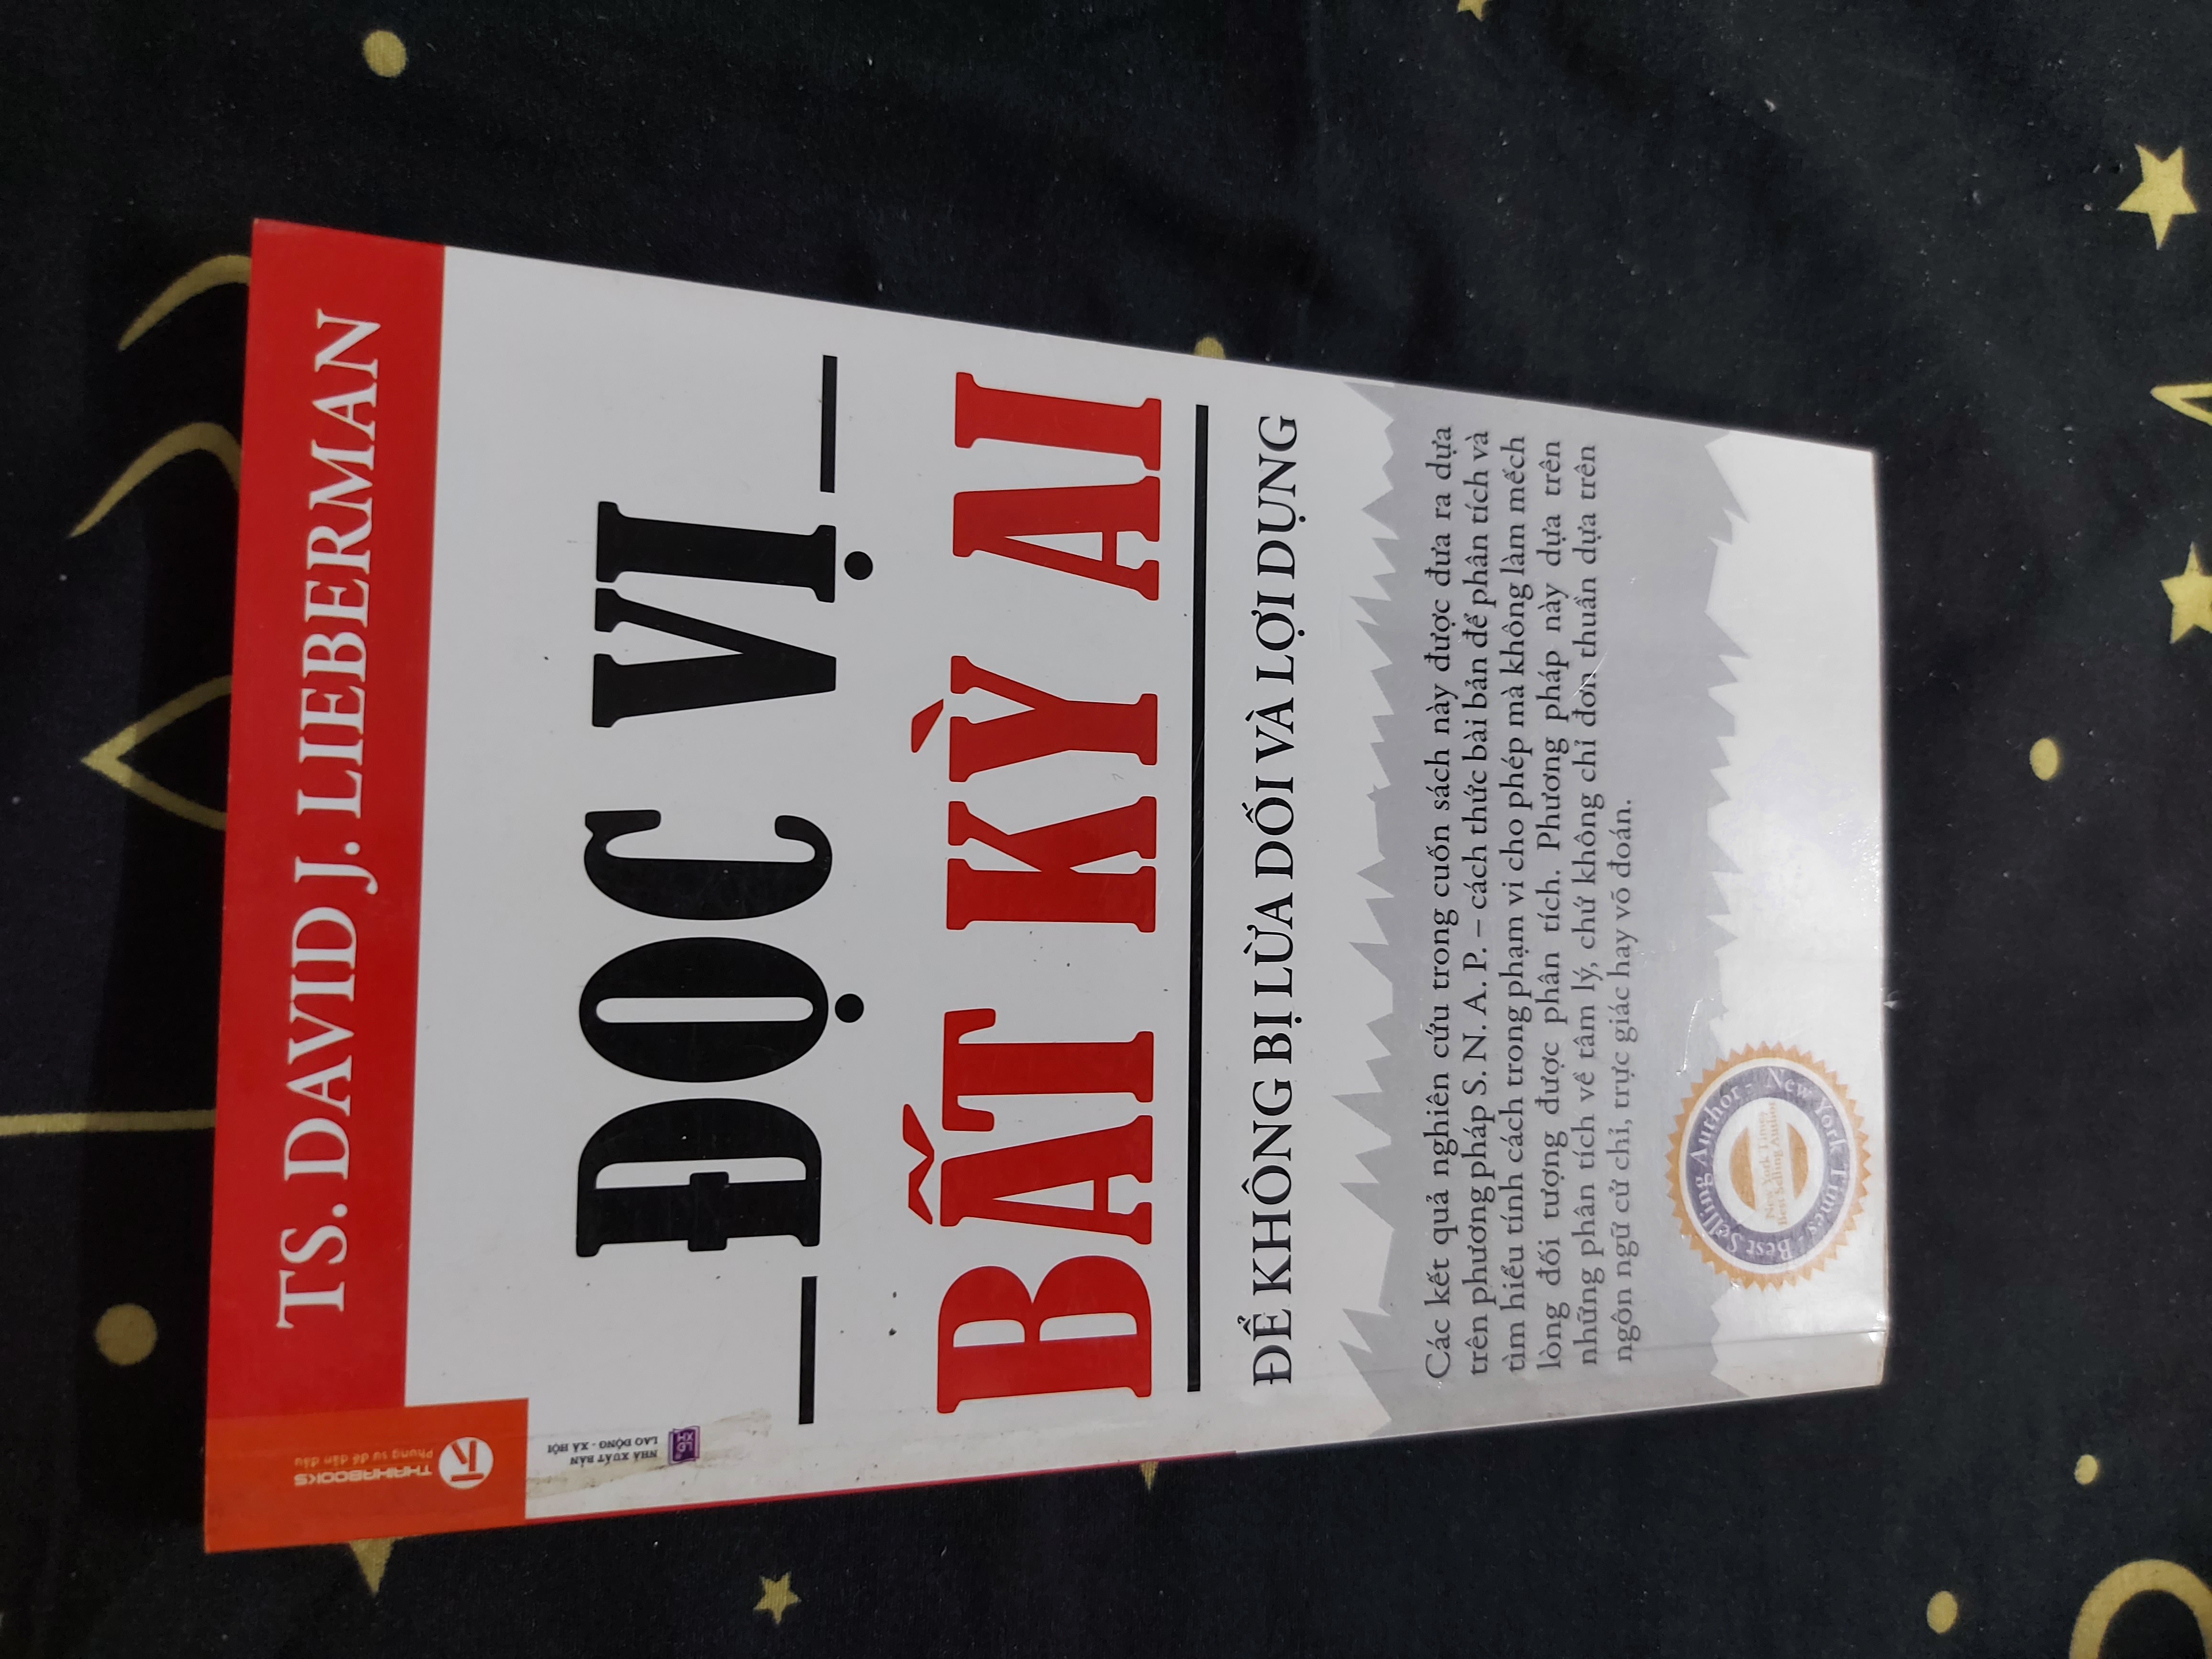 TS. DAVID J. LIEBERMAN
THAIHABOOKS
Phụng sự để dẫn đầu
NHÀ XUẤT BẢN
LAO ĐỘNG - XÃ HỘI
LĐ
XH
ĐỌC VỊ
BẤT KỲ AI
ĐỂ KHÔNG BỊ LỪA DỐI VÀ LỢI DỤNG
Các kết quả nghiên cứu trong cuốn sách này được đưa ra dựa
trên phương pháp S. N. A. P. – cách thức bài bản để phân tích và
tìm hiểu tính cách trong phạm vi cho phép mà không làm mếch
lòng đối tượng được phân tích. Phương pháp này dựa trên
những phân tích về tâm lý, chứ không chỉ đơn thuần dựa trên
ngôn ngữ cử chỉ, trực giác hay võ đoán.
Best Selling Author - New York Times /
New York Times
Best Selling Author